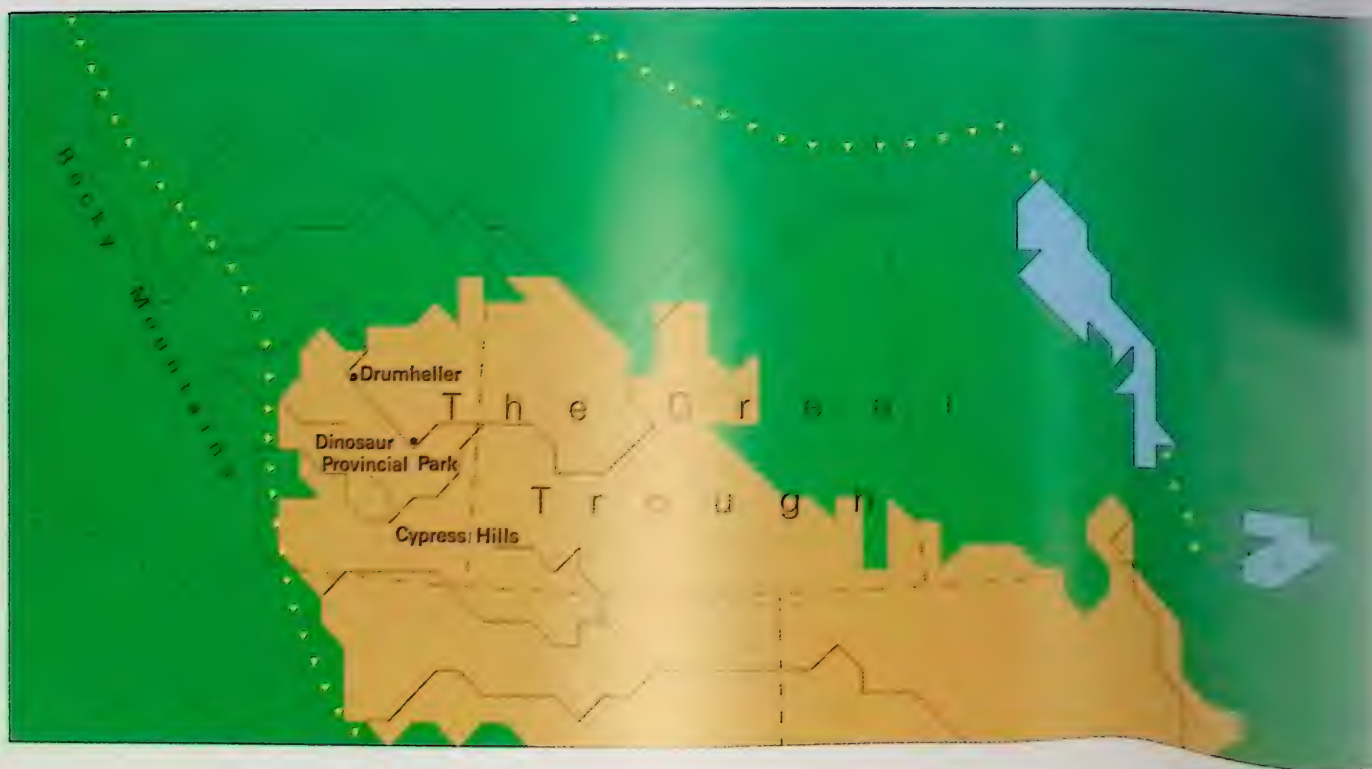 Rocky Mountains
Drumheller
The Great
Dinosaur
Provincial Park
Trough
Cypress Hills